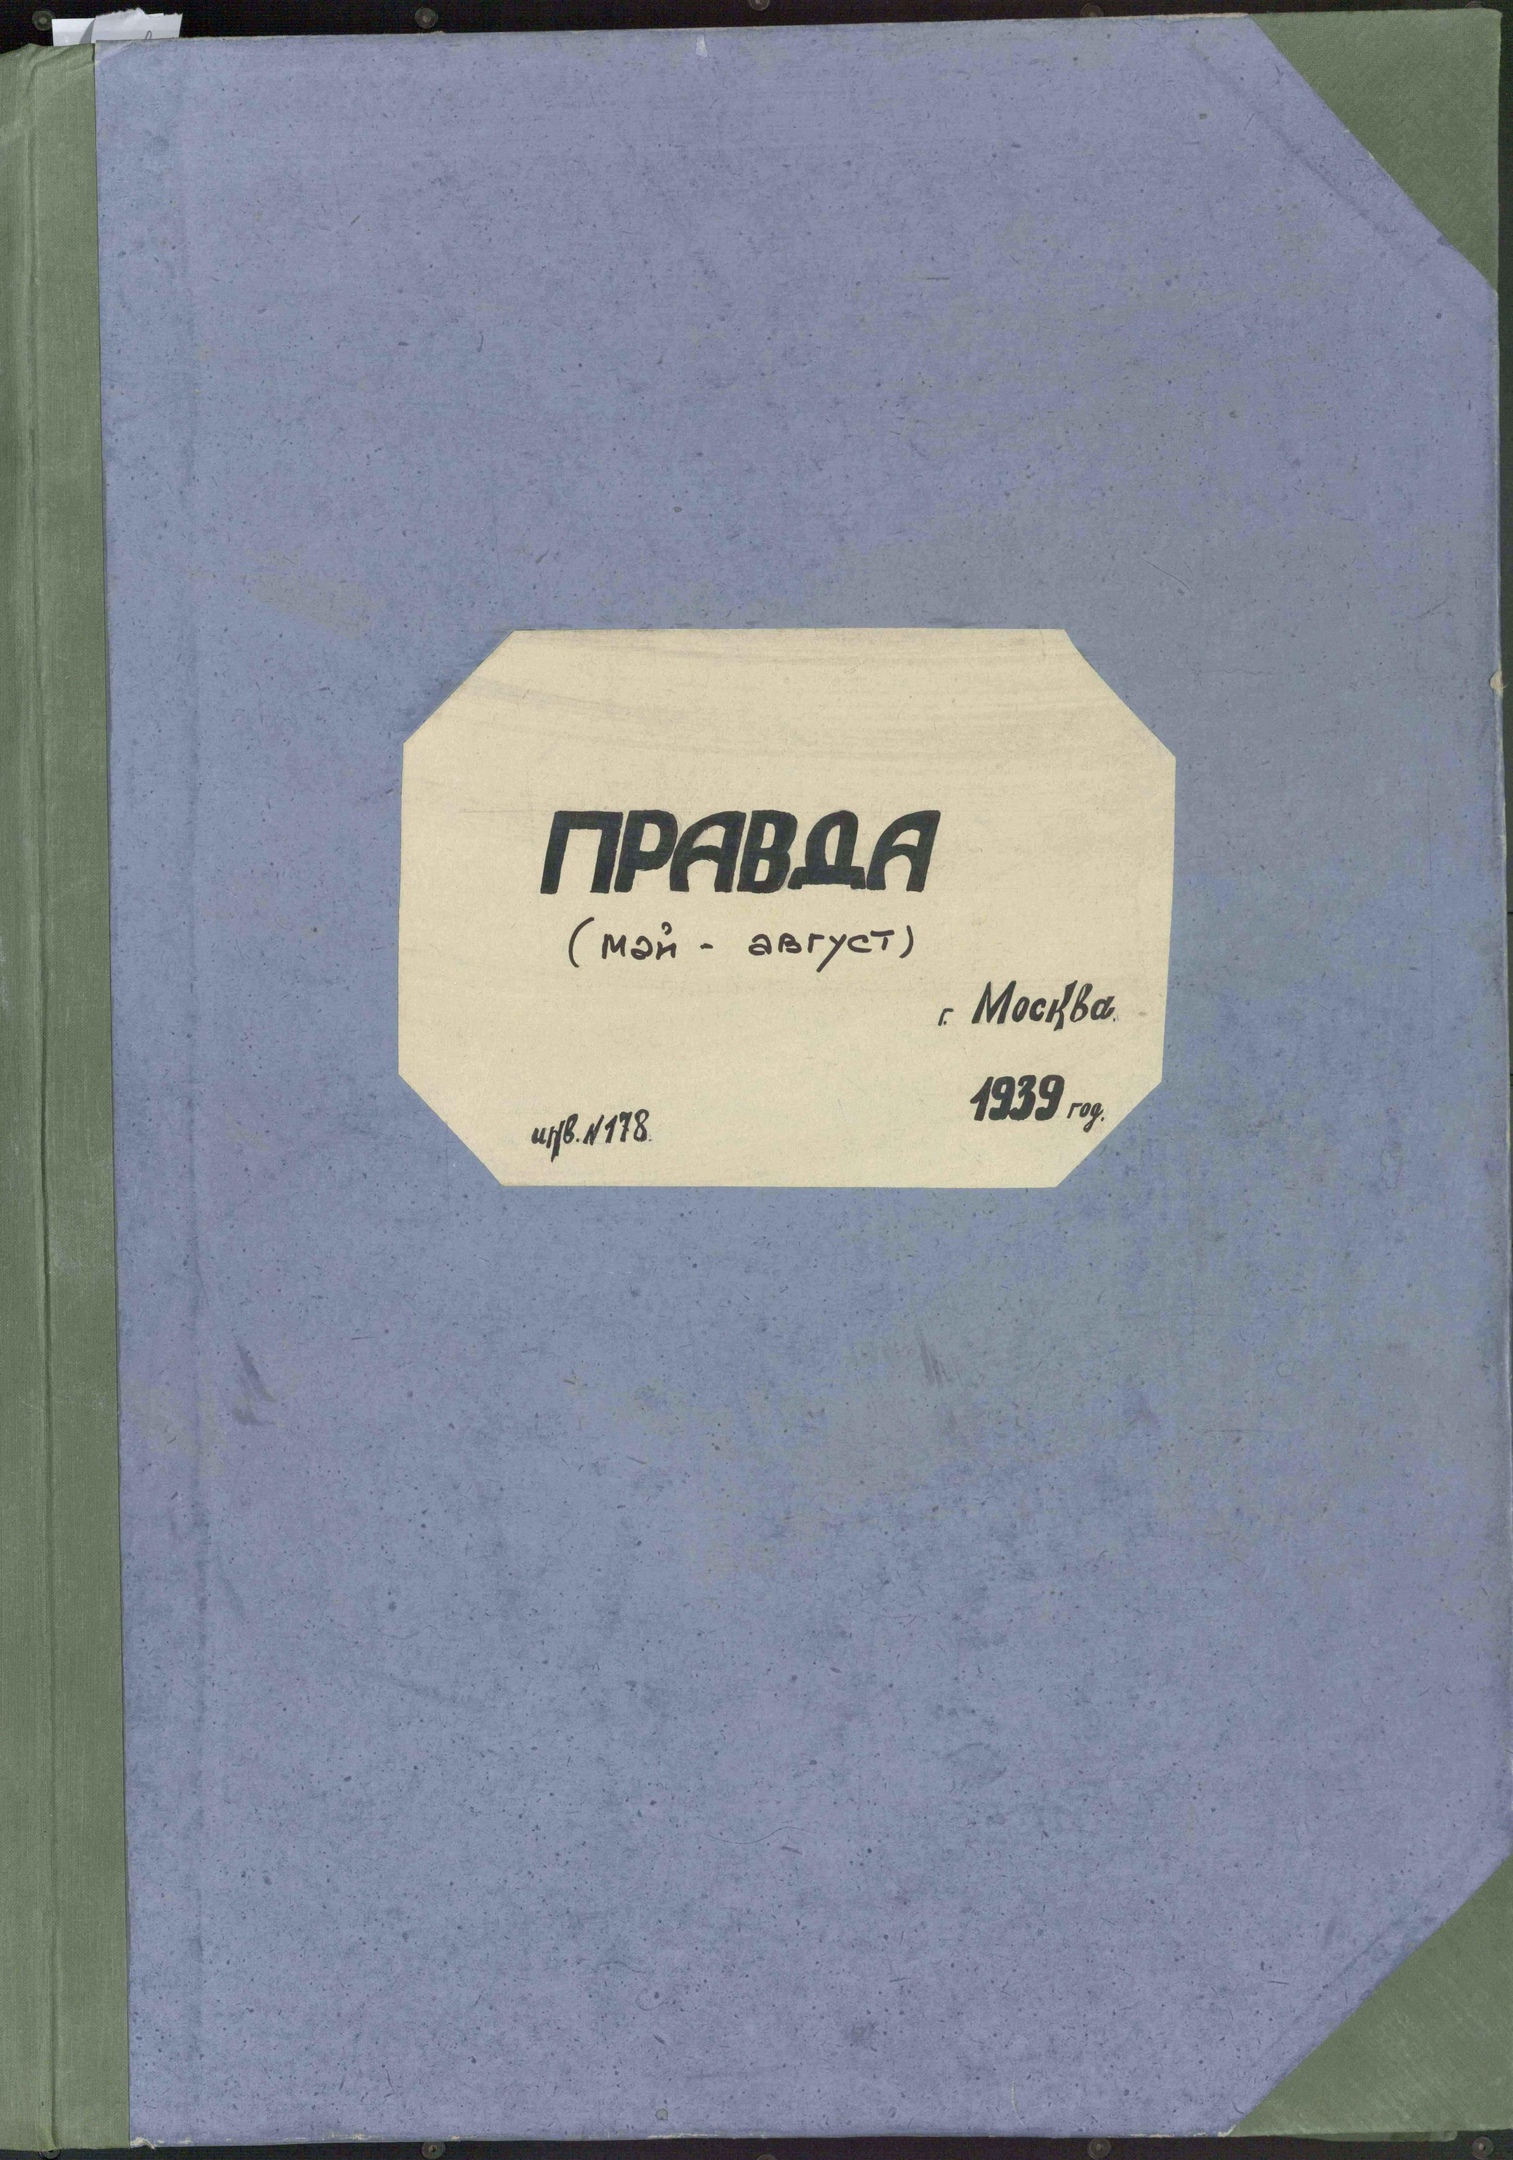 ПРАВДА
(май - август)
г. Москва.
1939 год.
инв. N178.